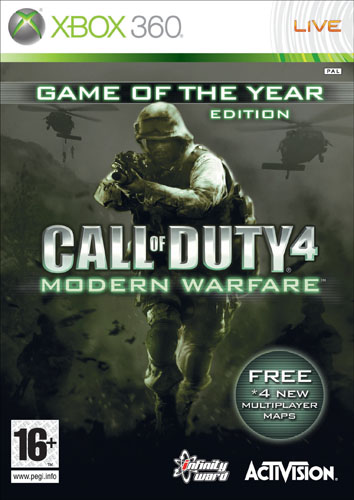 XBOX 360
LIVE
PAL
GAME OF THE YEAR
EDITION
CALL OF DUTY 4
MODERN WARFARE™
FREE
*4 NEW
MULTIPLAYER
MAPS
16+
www.pegi.info
infinity
ward
ACTIVISION.